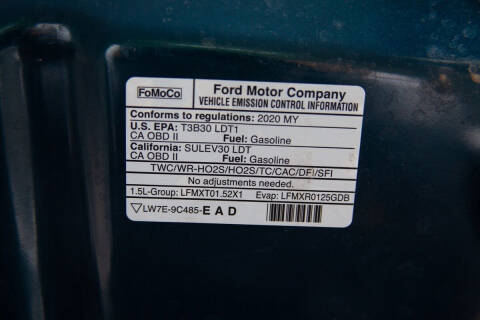 FoMoCo
Ford Motor Company
VEHICLE EMISSION CONTROL INFORMATION
Conforms to regulations: 2020 MY
U.S. EPA: T3B30 LDT1
CA OBD II Fuel: Gasoline
California: SULEV30 LDT
CA OBD II Fuel: Gasoline
TWC/WR-HO2S/HO2S/TC/CAC/DFI/SFI
No adjustments needed.
1.5L-Group: LFMXT01.52X1 Evap: LFMXR0125GDB
LW7E-9C485-E A D